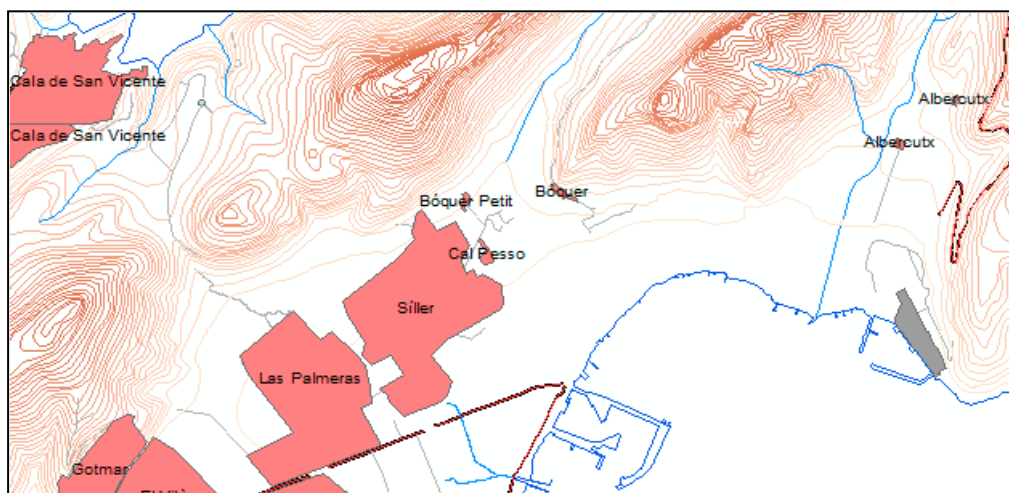 Cala de San Vicente
Albercutx
Cala de San Vicente
Albercutx
Bóquer
Bóquer Petit
Cal Pesso
Síller
Las Palmeras
Gotmar